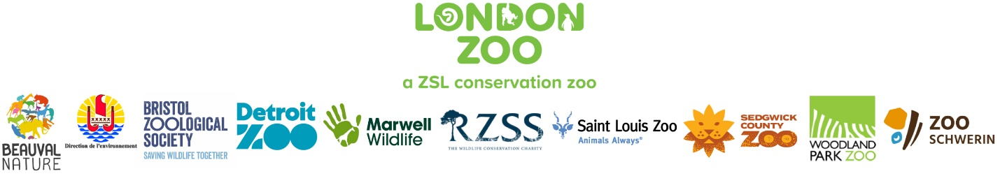 LONDON
ZOO
a ZSL conservation zoo
BEAUVAL
NATURE
Direction de l'environnement
BRISTOL
ZOOLOGICAL
SOCIETY
SAVING WILDLIFE TOGETHER
Detroit
ZOO
Marwell
Wildlife
RZSS
THE WILDLIFE CONSERVATION CHARITY
Saint Louis Zoo
Animals Always®
SEDGWICK
COUNTY
ZOO
WOODLAND
PARK ZOO
ZOO
SCHWERIN